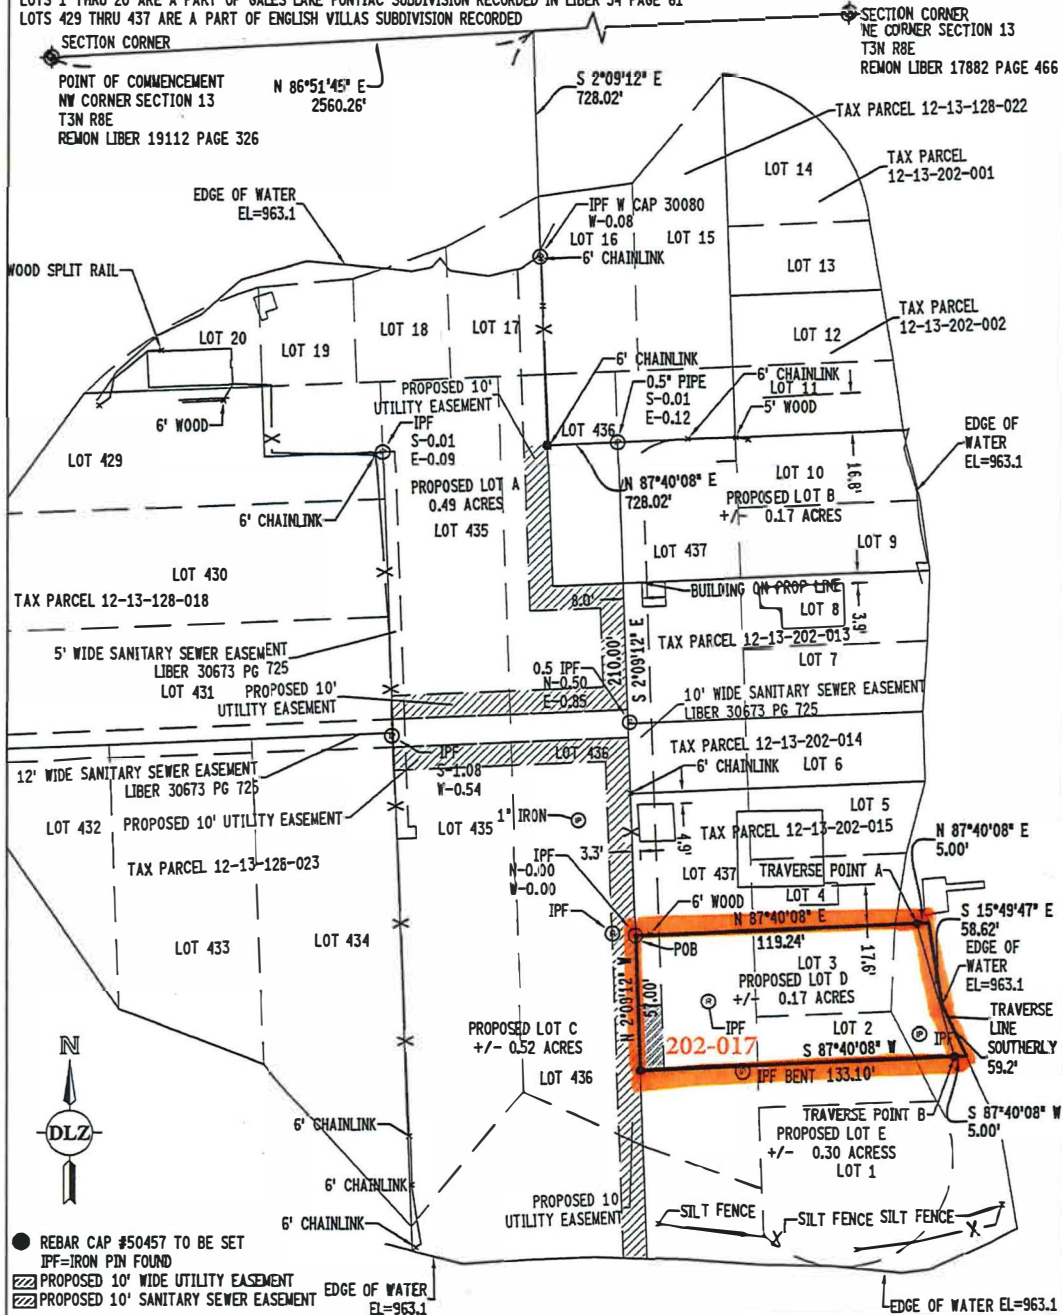 LOTS 1 THRU 20 ARE A PART OF GALES LAKE PONTIAC SUBDIVISION RECORDED IN LIBER 54 PAGE 61
LOTS 429 THRU 437 ARE A PART OF ENGLISH VILLAS SUBDIVISION RECORDED
SECTION CORNER
POINT OF COMMENCEMENT
NW CORNER SECTION 13
T3N R8E
REMON LIBER 19112 PAGE 326
N 86°51'45" E
2560.26'
S 2°09'12" E
728.02'
SECTION CORNER
NE CORNER SECTION 13
T3N R8E
REMON LIBER 17882 PAGE 466
TAX PARCEL 12-13-128-022
LOT 14
TAX PARCEL
12-13-202-001
EDGE OF WATER
EL=963.1
IPF W CAP 30080
W-0.08
LOT 16
6' CHAINLINK
LOT 15
LOT 13
WOOD SPLIT RAIL
TAX PARCEL
12-13-202-002
LOT 20
LOT 19
LOT 18
LOT 17
LOT 12
6' CHAINLINK
0.5" PIPE
S-0.01
E-0.12
6' CHAINLINK
LOT 11
5' WOOD
PROPOSED 10'
UTILITY EASEMENT
6' WOOD
IPF
S-0.01
E-0.09
LOT 436
EDGE OF
WATER
EL=963.1
LOT 429
N 87°40'08" E
728.02'
LOT 10
16.8'
PROPOSED LOT A
0.49 ACRES
PROPOSED LOT B
+/- 0.17 ACRES
6' CHAINLINK
LOT 435
LOT 9
LOT 437
LOT 430
BUILDING ON PROP LINE
TAX PARCEL 12-13-128-018
8.0'
LOT 8
3.9'
TAX PARCEL 12-13-202-013
5' WIDE SANITARY SEWER EASEMENT
LIBER 30673 PG 725
LOT 7
210.00'
S 2°09'12" E
0.5 IPF
N-0.50
E-0.85
LOT 431
PROPOSED 10'
UTILITY EASEMENT
10' WIDE SANITARY SEWER EASEMENT
LIBER 30673 PG 725
TAX PARCEL 12-13-202-014
IPF
S-1.08
W-0.54
LOT 436
6' CHAINLINK
LOT 6
12' WIDE SANITARY SEWER EASEMENT
LIBER 30673 PG 725
LOT 5
LOT 432
PROPOSED 10' UTILITY EASEMENT
LOT 435
1" IRON
4.9'
TAX PARCEL 12-13-202-015
N 87°40'08" E
5.00'
TAX PARCEL 12-13-128-023
IPF
N-0.00
W-0.00
3.3'
LOT 437
TRAVERSE POINT A
LOT 4
IPF
6' WOOD
N 87°40'08" E
S 15°49'47" E
58.62'
LOT 433
LOT 434
POB
119.24'
17.6'
EDGE OF
WATER
EL=963.1
LOT 3
PROPOSED LOT D
+/- 0.17 ACRES
N 2°09'12" W
57.00'
IPF
TRAVERSE
LINE
SOUTHERLY
59.2'
PROPOSED LOT C
+/- 0.52 ACRES
LOT 2
IPF
202-017
S 87°40'08" W
LOT 436
IPF BENT 133.10'
N
DLZ
TRAVERSE POINT B
S 87°40'08" W
5.00'
6' CHAINLINK
PROPOSED LOT E
+/- 0.30 ACRESS
LOT 1
6' CHAINLINK
PROPOSED 10
UTILITY EASEMENT
SILT FENCE
SILT FENCE
SILT FENCE
6' CHAINLINK
REBAR CAP #50457 TO BE SET
IPF=IRON PIN FOUND
PROPOSED 10' WIDE UTILITY EASEMENT
PROPOSED 10' SANITARY SEWER EASEMENT
EDGE OF WATER
EL=963.1
EDGE OF WATER EL=963.1